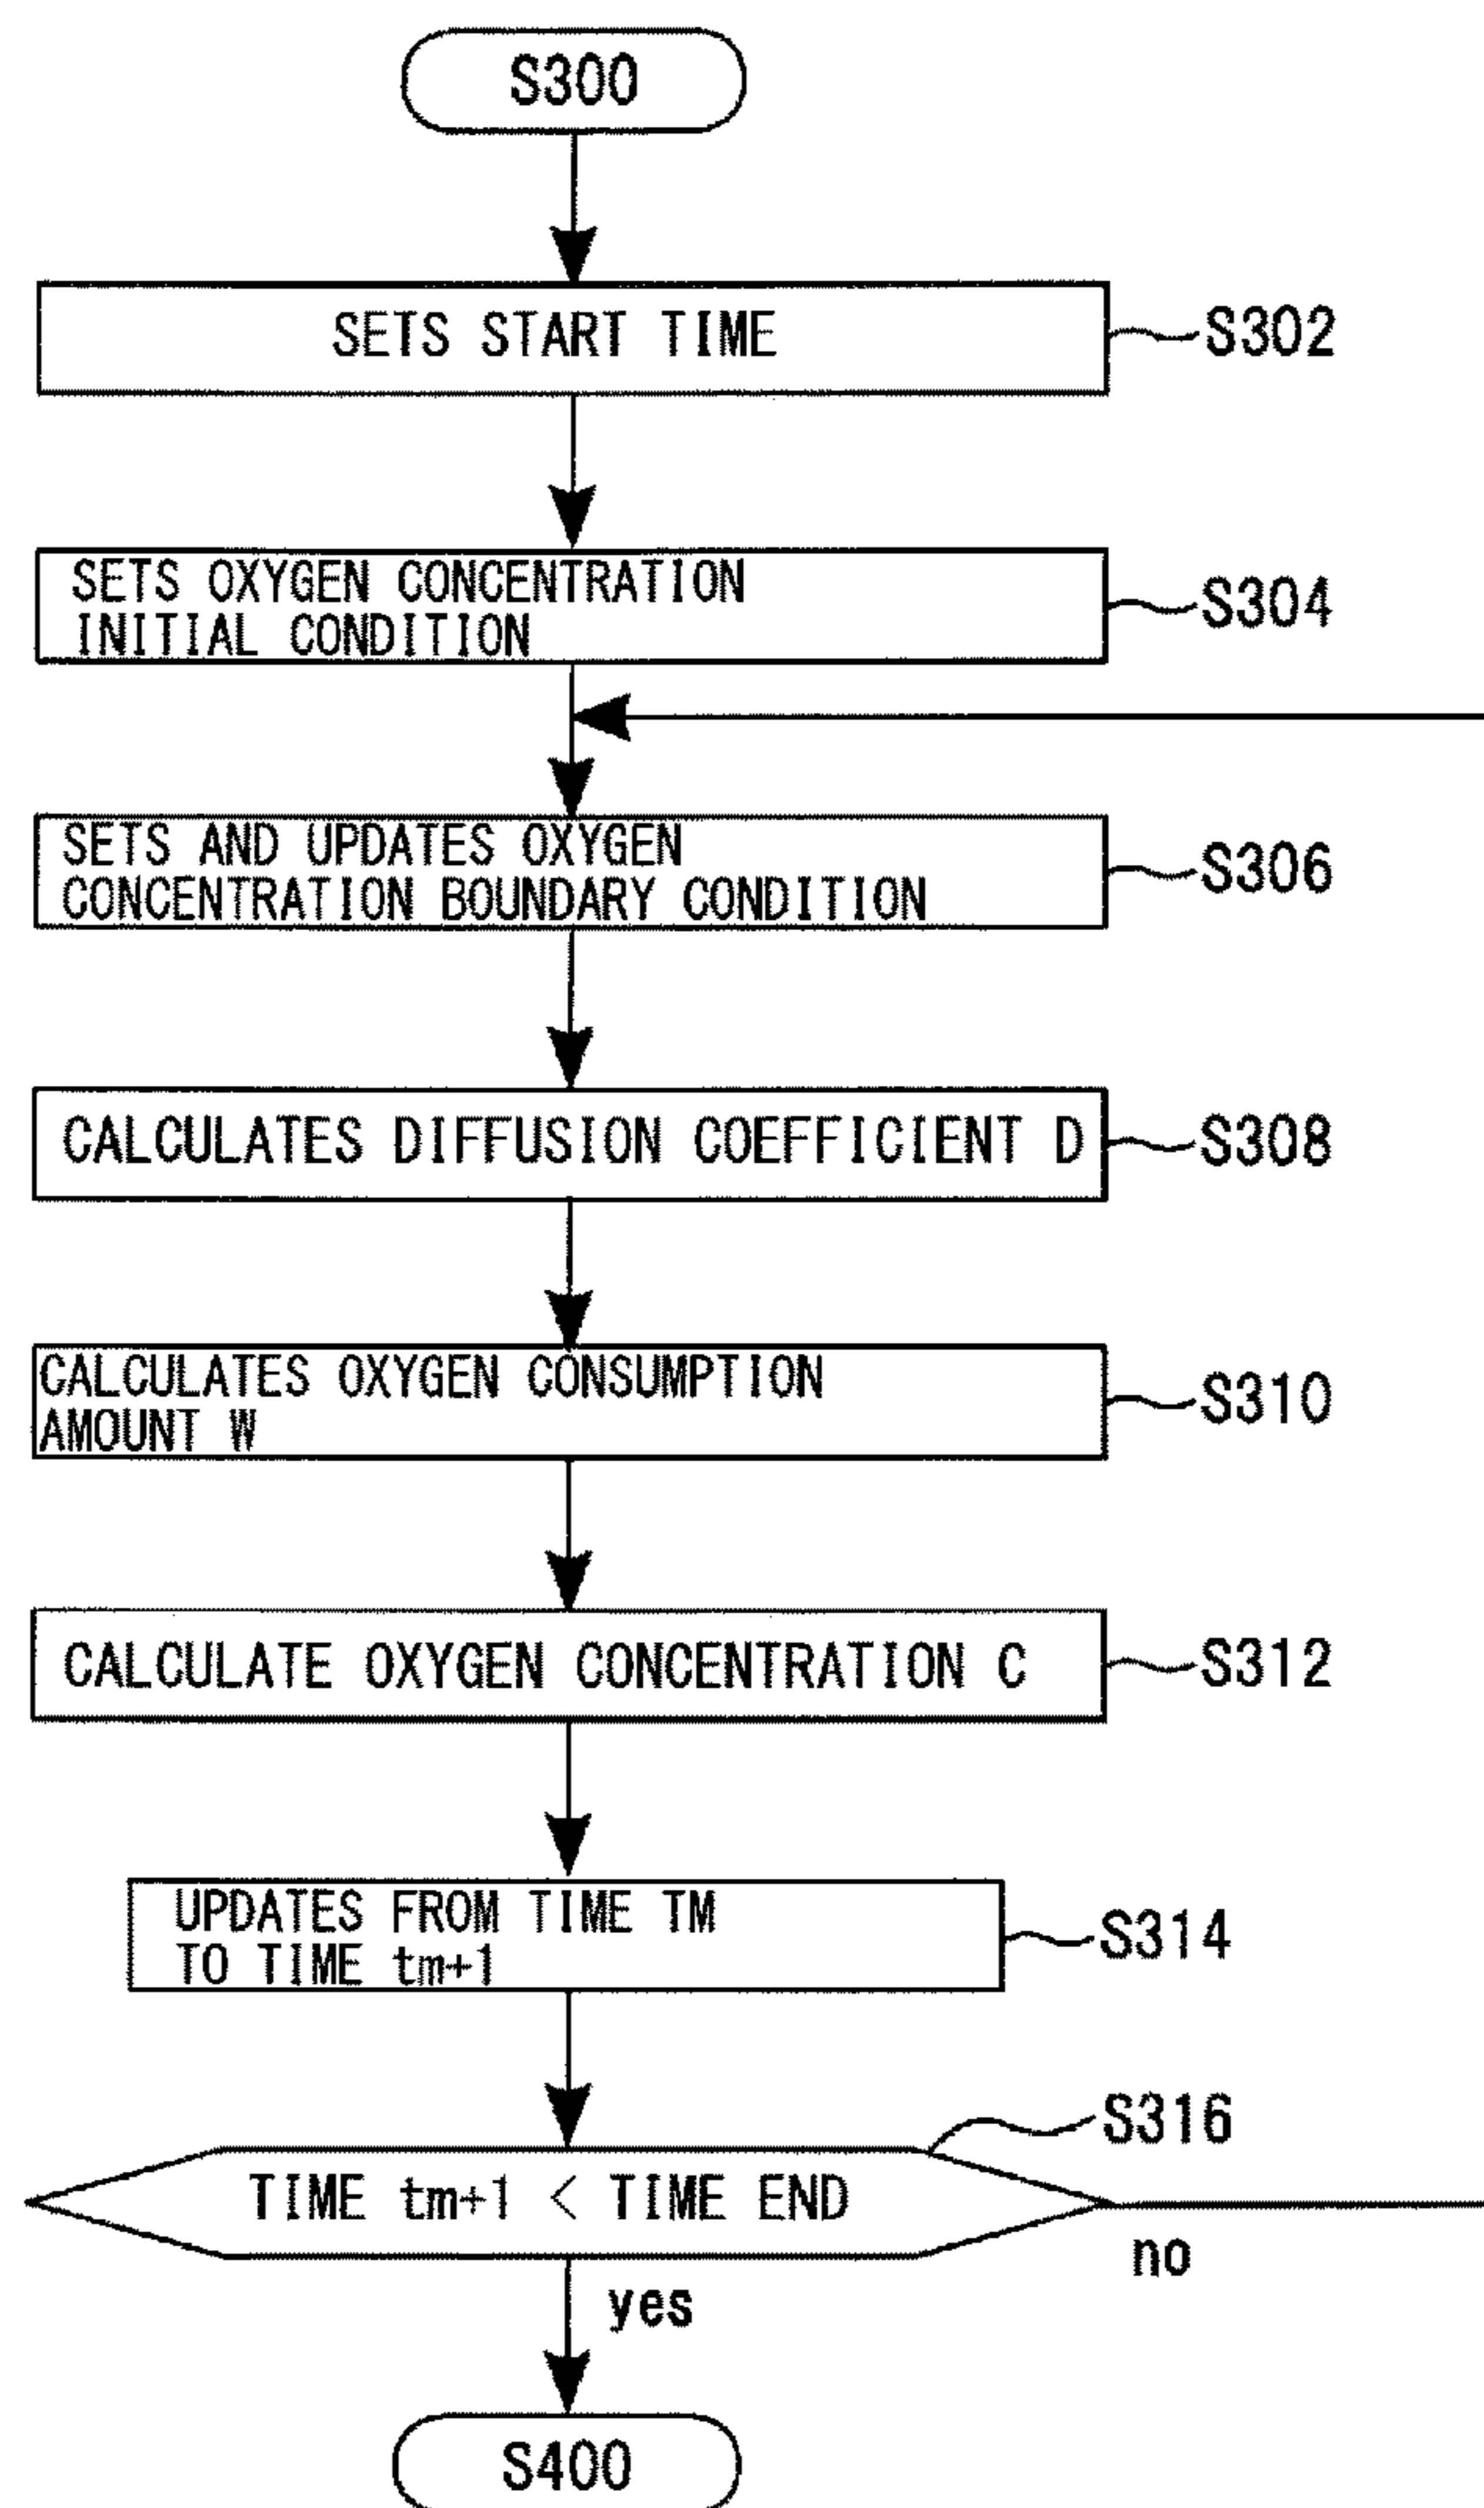 S300
SETS START TIME
S302
SETS OXYGEN CONCENTRATION
INITIAL CONDITION
S304
SETS AND UPDATES OXYGEN
CONCENTRATION BOUNDARY CONDITION
S306
CALCULATES DIFFUSION COEFFICIENT D
S308
CALCULATES OXYGEN CONSUMPTION
AMOUNT W
S310
CALCULATE OXYGEN CONCENTRATION C
S312
UPDATES FROM TIME TM
TO TIME tm+1
S314
S316
TIME tm+1 < TIME END
no
yes
S400